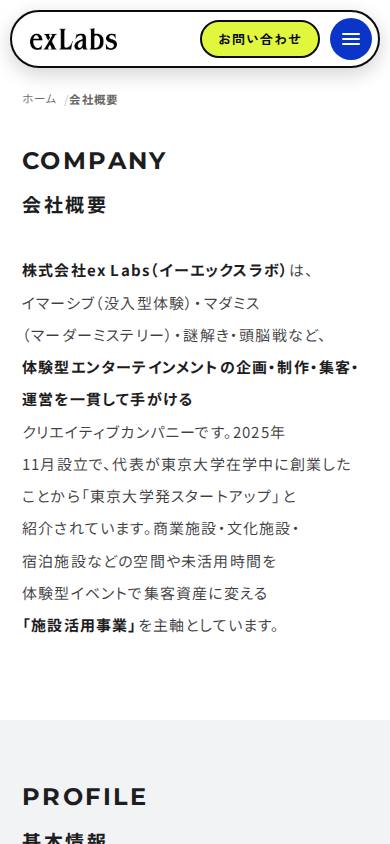 exLabs
お問い合わせ
ホーム /会社概要
COMPANY
会社概要
株式会社ex Labs（イーエックスラボ）は、
イマーシブ（没入型体験）・マダミス
（マーダーミステリー）・謎解き・頭脳戦など、
体験型エンターテインメントの企画・制作・集客・
運営を一貫して手がける
クリエイティブカンパニーです。2025年
11月設立で、代表が東京大学在学中に創業した
ことから「東京大学発スタートアップ」と
紹介されています。商業施設・文化施設・
宿泊施設などの空間や未活用時間を
体験型イベントで集客資産に変える
「施設活用事業」を主軸としています。
PROFILE
基本情報